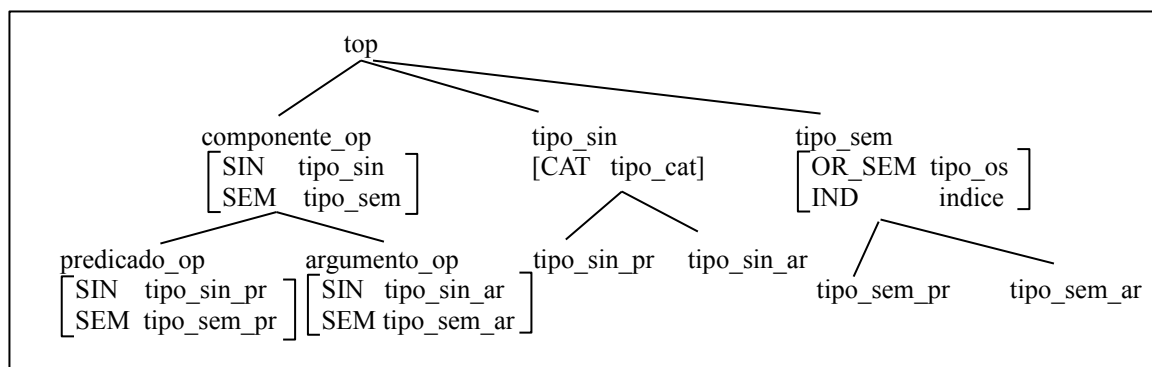 top
componente_op tipo_sin tipo_sem
[SIN tipo_sin [CAT tipo_cat] [OR_SEM tipo_os
SEM tipo_sem] IND indice]
predicado_op argumento_op tipo_sin_pr tipo_sin_ar
[SIN tipo_sin_pr [SIN tipo_sin_ar tipo_sem_pr tipo_sem_ar
SEM tipo_sem_pr] SEM tipo_sem_ar]